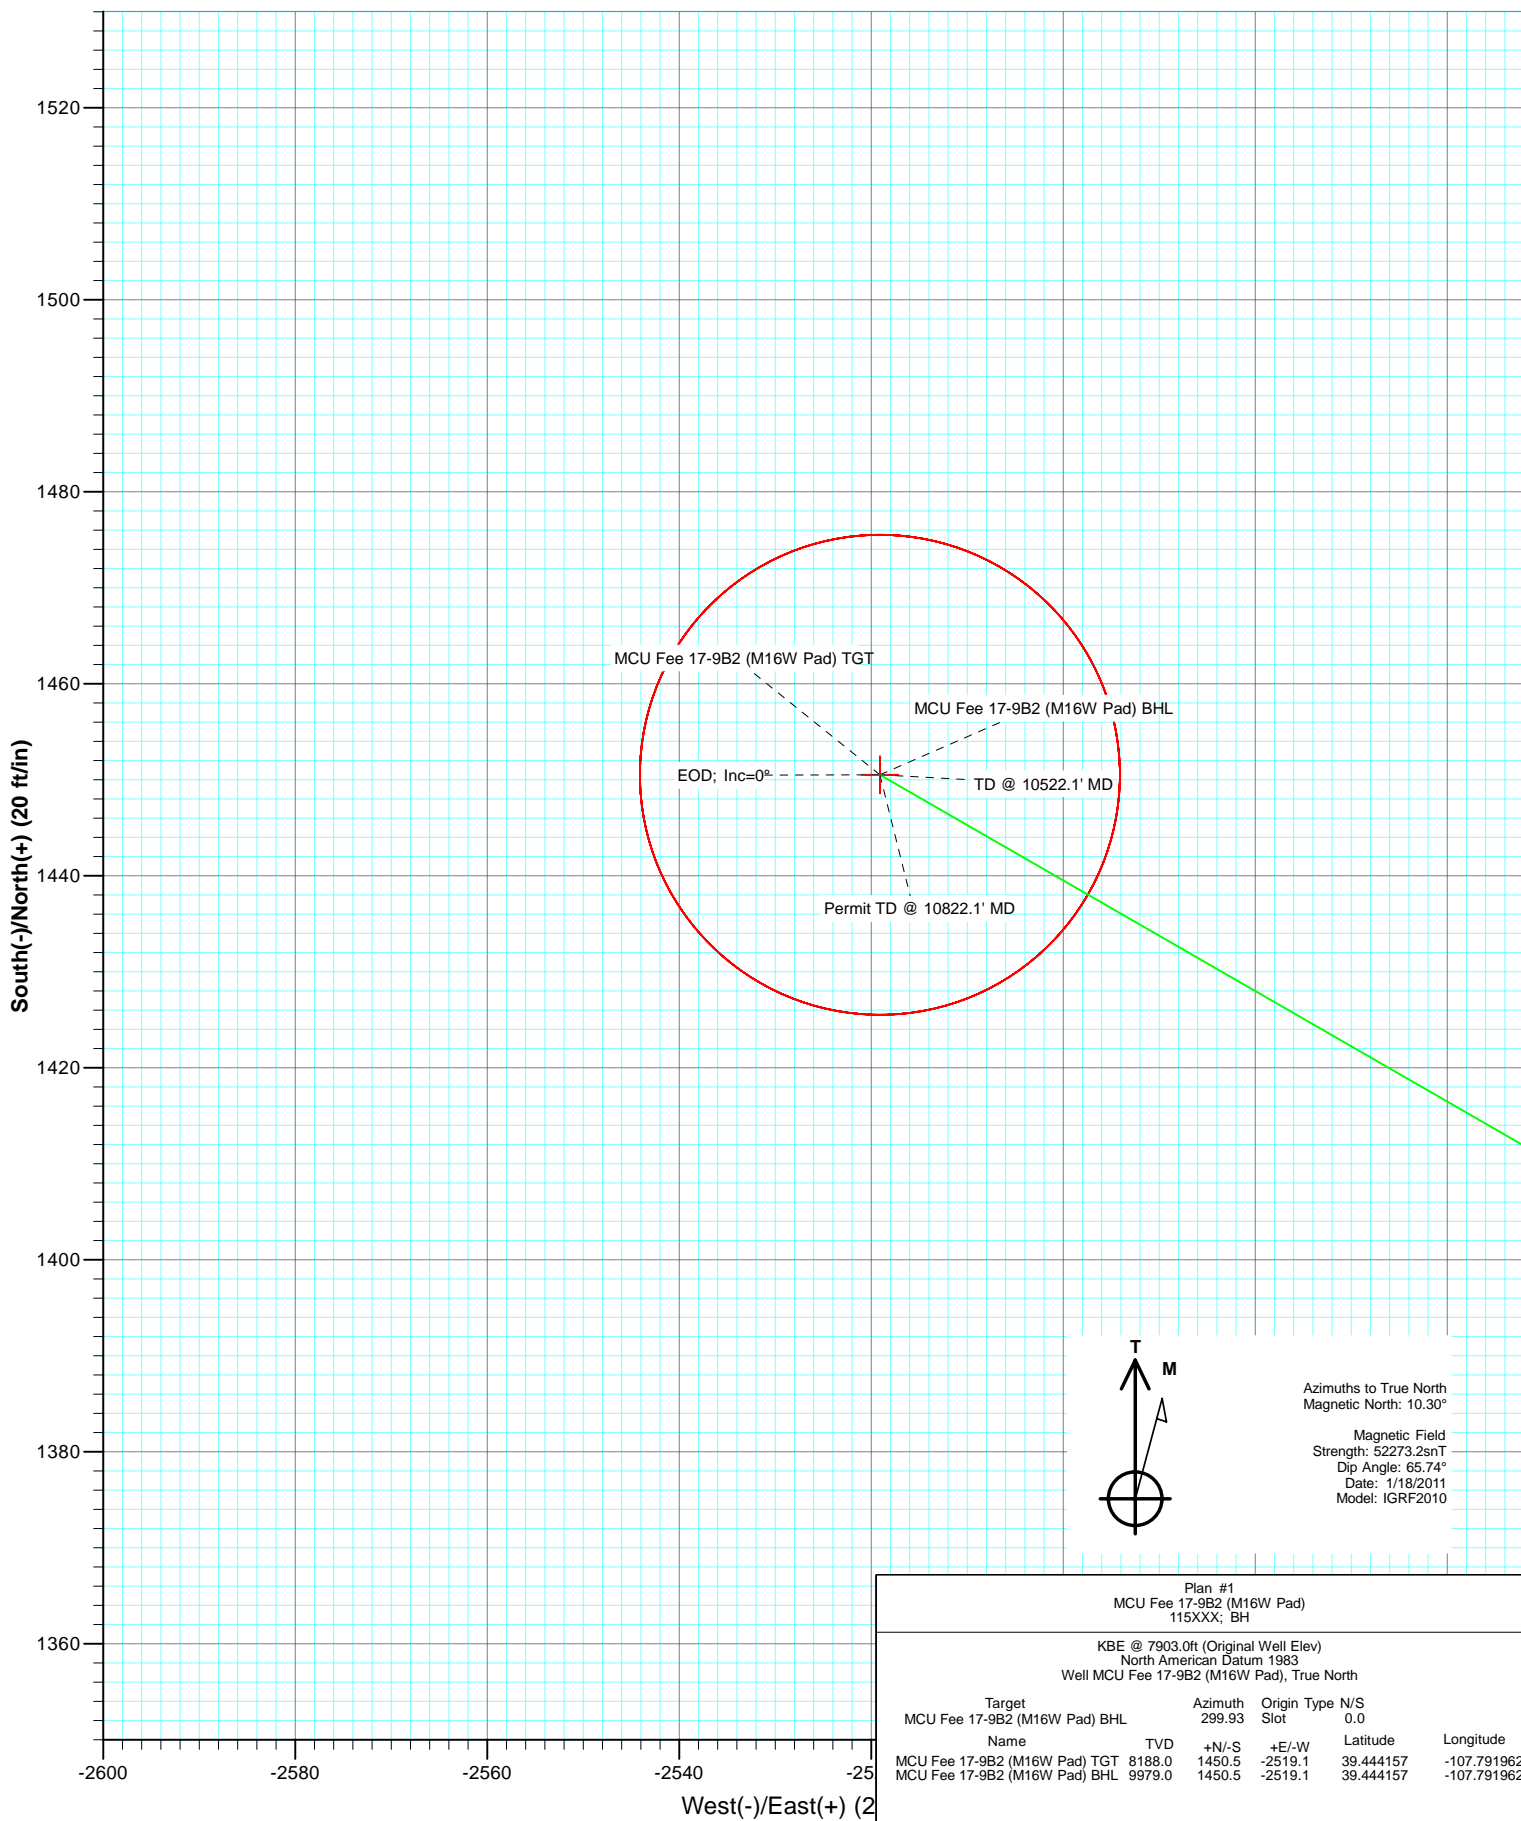 1520
1500
1480
1460
1440
1420
1400
1380
1360
South(-)/North(+) (20 ft/in)
MCU Fee 17-9B2 (M16W Pad) TGT
MCU Fee 17-9B2 (M16W Pad) BHL
EOD; Inc=0°
TD @ 10522.1' MD
Permit TD @ 10822.1' MD
T
M
Azimuths to True North
Magnetic North: 10.30°
Magnetic Field
Strength: 52273.2snT
Dip Angle: 65.74°
Date: 1/18/2011
Model: IGRF2010
Plan #1
MCU Fee 17-9B2 (M16W Pad)
115XXX; BH
KBE @ 7903.0ft (Original Well Elev)
North American Datum 1983
Well MCU Fee 17-9B2 (M16W Pad), True North
Target Azimuth Origin Type N/S
MCU Fee 17-9B2 (M16W Pad) BHL 299.93 Slot 0.0
Name TVD +N/-S +E/-W Latitude Longitude
MCU Fee 17-9B2 (M16W Pad) TGT 8188.0 1450.5 -2519.1 39.444157 -107.791962
MCU Fee 17-9B2 (M16W Pad) BHL 9979.0 1450.5 -2519.1 39.444157 -107.791962
-2600 -2580 -2560 -2540 -25
West(-)/East(+) (2